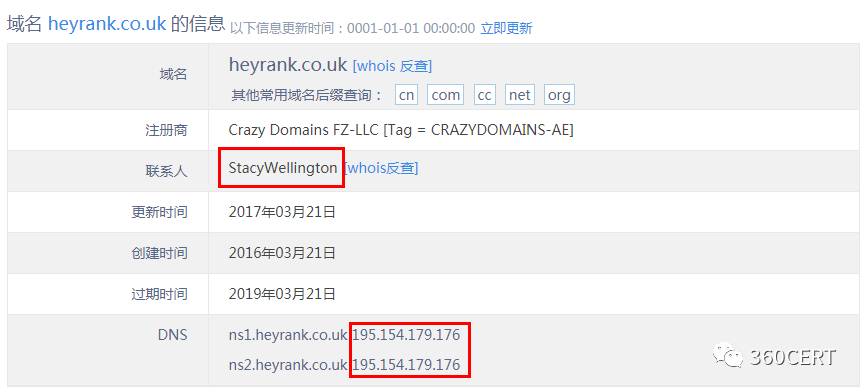 域名 heyrank.co.uk 的信息 以下信息更新时间：0001-01-01 00:00:00 立即更新
域名 heyrank.co.uk [whois 反查]
其他常用域名后缀查询： cn com cc net org
注册商 Crazy Domains FZ-LLC [Tag = CRAZYDOMAINS-AE]
联系人 StacyWellington [whois反查]
更新时间 2017年03月21日
创建时间 2016年03月21日
过期时间 2019年03月21日
DNS ns1.heyrank.co.uk 195.154.179.176
ns2.heyrank.co.uk 195.154.179.176
360CERT